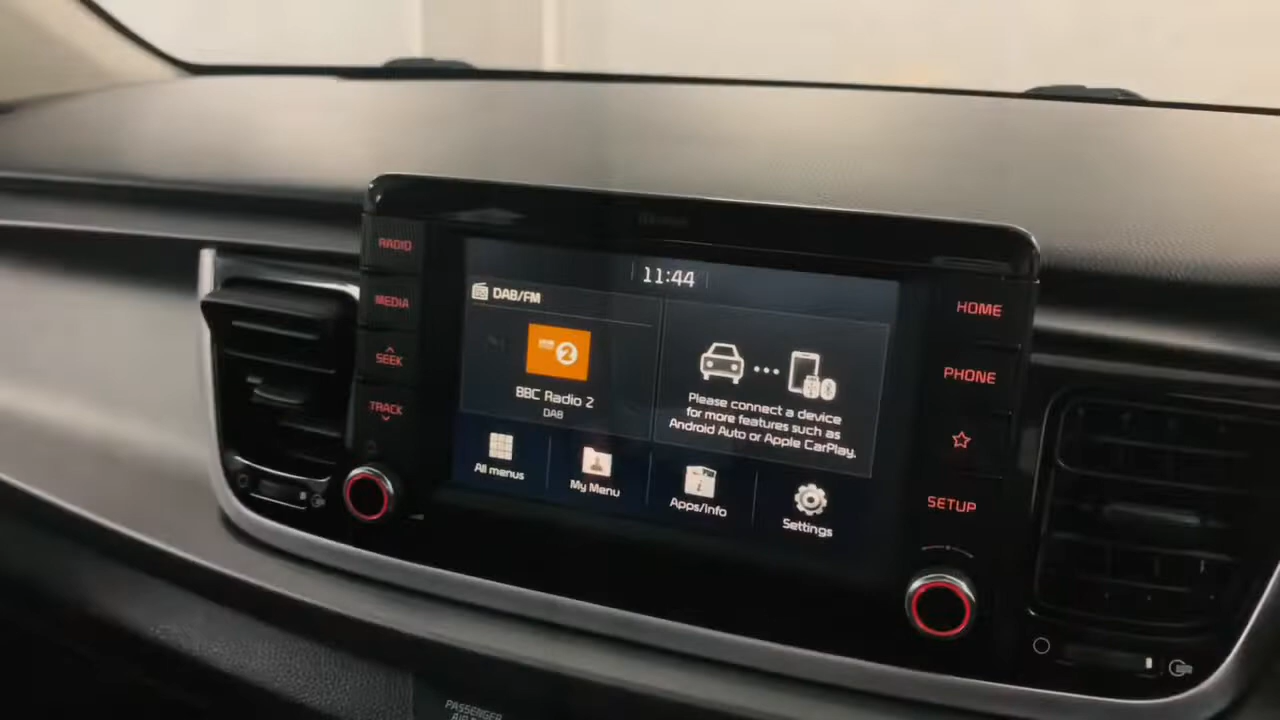 RADIO
MEDIA
SEEK
TRACK
11:44
DAB/FM
2
BBC Radio 2
DAB
Please connect a device
for more features such as
Android Auto or Apple CarPlay.
All menus
My Menu
Apps/Info
Settings
HOME
PHONE
SETUP
PASSENGER